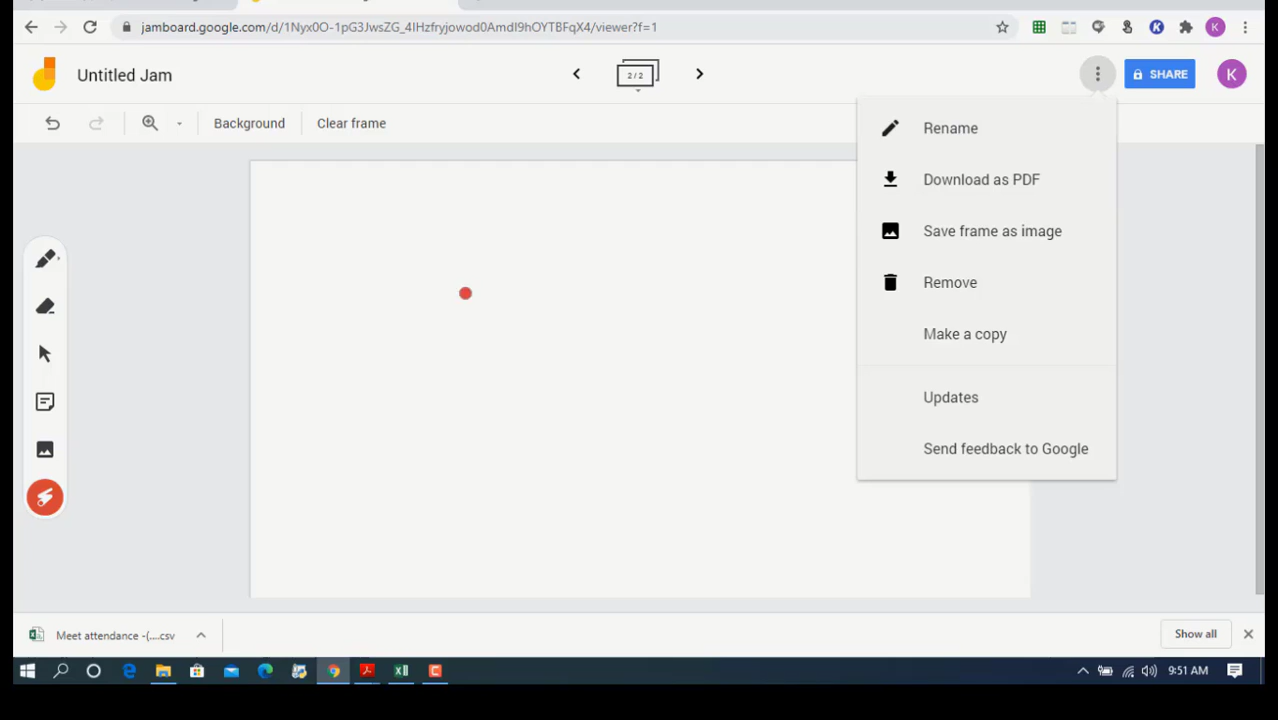 jamboard.google.com/d/1Nyx0O-1pG3JwsZG_4IHzfryjowod0AmdI9hOYTBFqX4/viewer?f=1
K
Untitled Jam
2 / 2
SHARE
K
Background
Clear frame
Rename
Download as PDF
Save frame as image
Remove
Make a copy
Updates
Send feedback to Google
Meet attendance -(....csv
Show all
9:51 AM